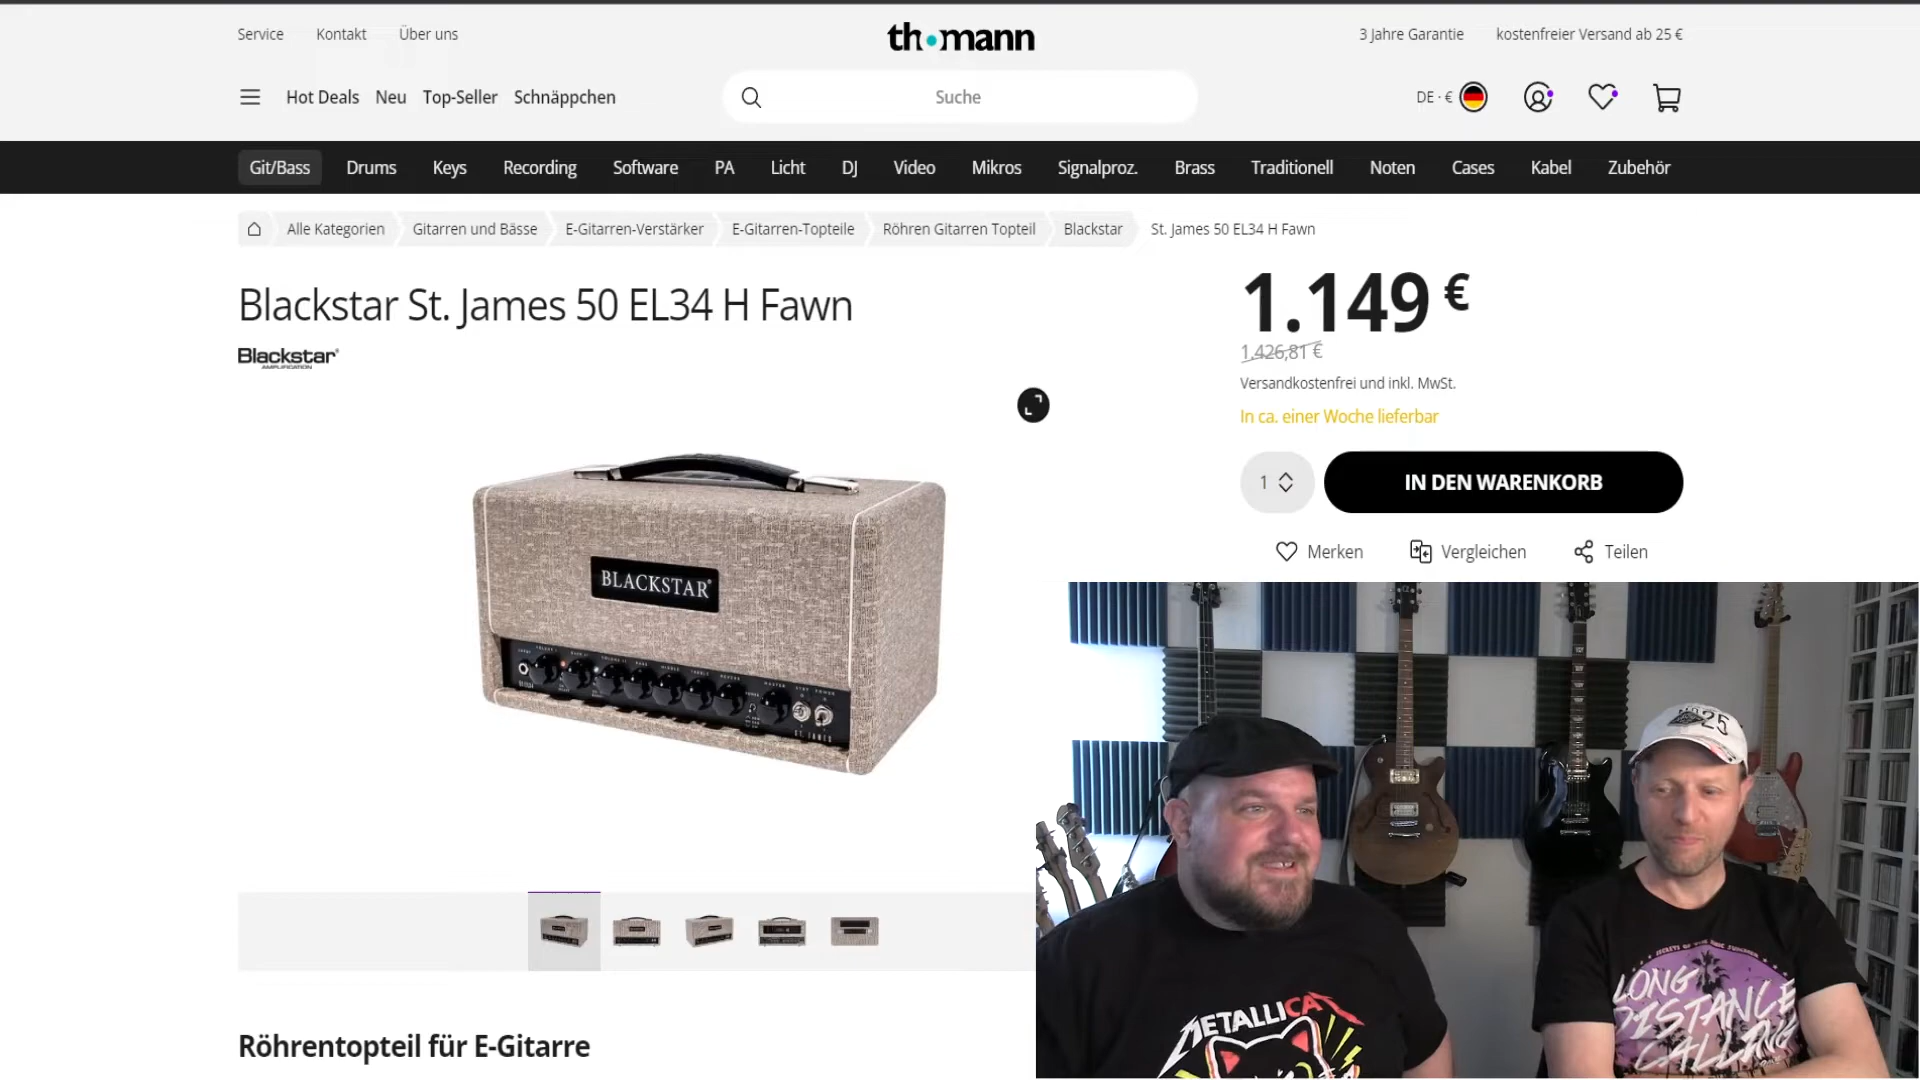 Service Kontakt Über uns
thomann
3 Jahre Garantie kostenfreier Versand ab 25 €
Hot Deals Neu Top-Seller Schnäppchen
Suche
DE · €
Git/Bass Drums Keys Recording Software PA Licht DJ Video Mikros Signalproz. Brass Traditionell Noten Cases Kabel Zubehör
Alle Kategorien Gitarren und Bässe E-Gitarren-Verstärker E-Gitarren-Topteile Röhren Gitarren Topteil Blackstar St. James 50 EL34 H Fawn
Blackstar St. James 50 EL34 H Fawn
Blackstar
AMPLIFICATION
1.149 €
1.426,81 €
Versandkostenfrei und inkl. MwSt.
In ca. einer Woche lieferbar
1
IN DEN WARENKORB
Merken Vergleichen Teilen
BLACKSTAR
ST. JAMES
METALLICAT
LONG
DISTANCE
CALLING
Röhrentopteil für E-Gitarre